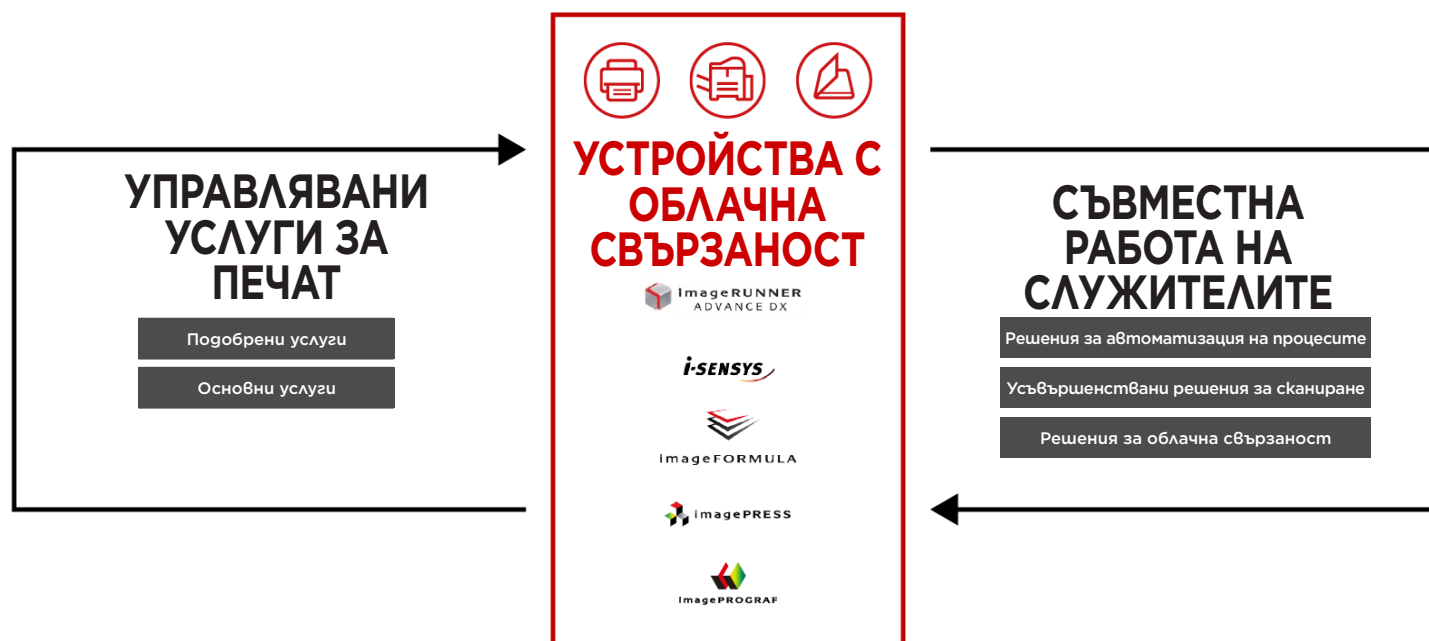 УПРАВЛЯВАНИ
УСЛУГИ ЗА
ПЕЧАТ
Подобрени услуги
Основни услуги
УСТРОЙСТВА С
ОБЛАЧНА
СВЪРЗАНОСТ
imageRUNNER
ADVANCE DX
i-SENSYS
imageFORMULA
imagePRESS
imagePROGRAF
СЪВМЕСТНА
РАБОТА НА
СЛУЖИТЕЛИТЕ
Решения за автоматизация на процесите
Усъвършенствани решения за сканиране
Решения за облачна свързаност